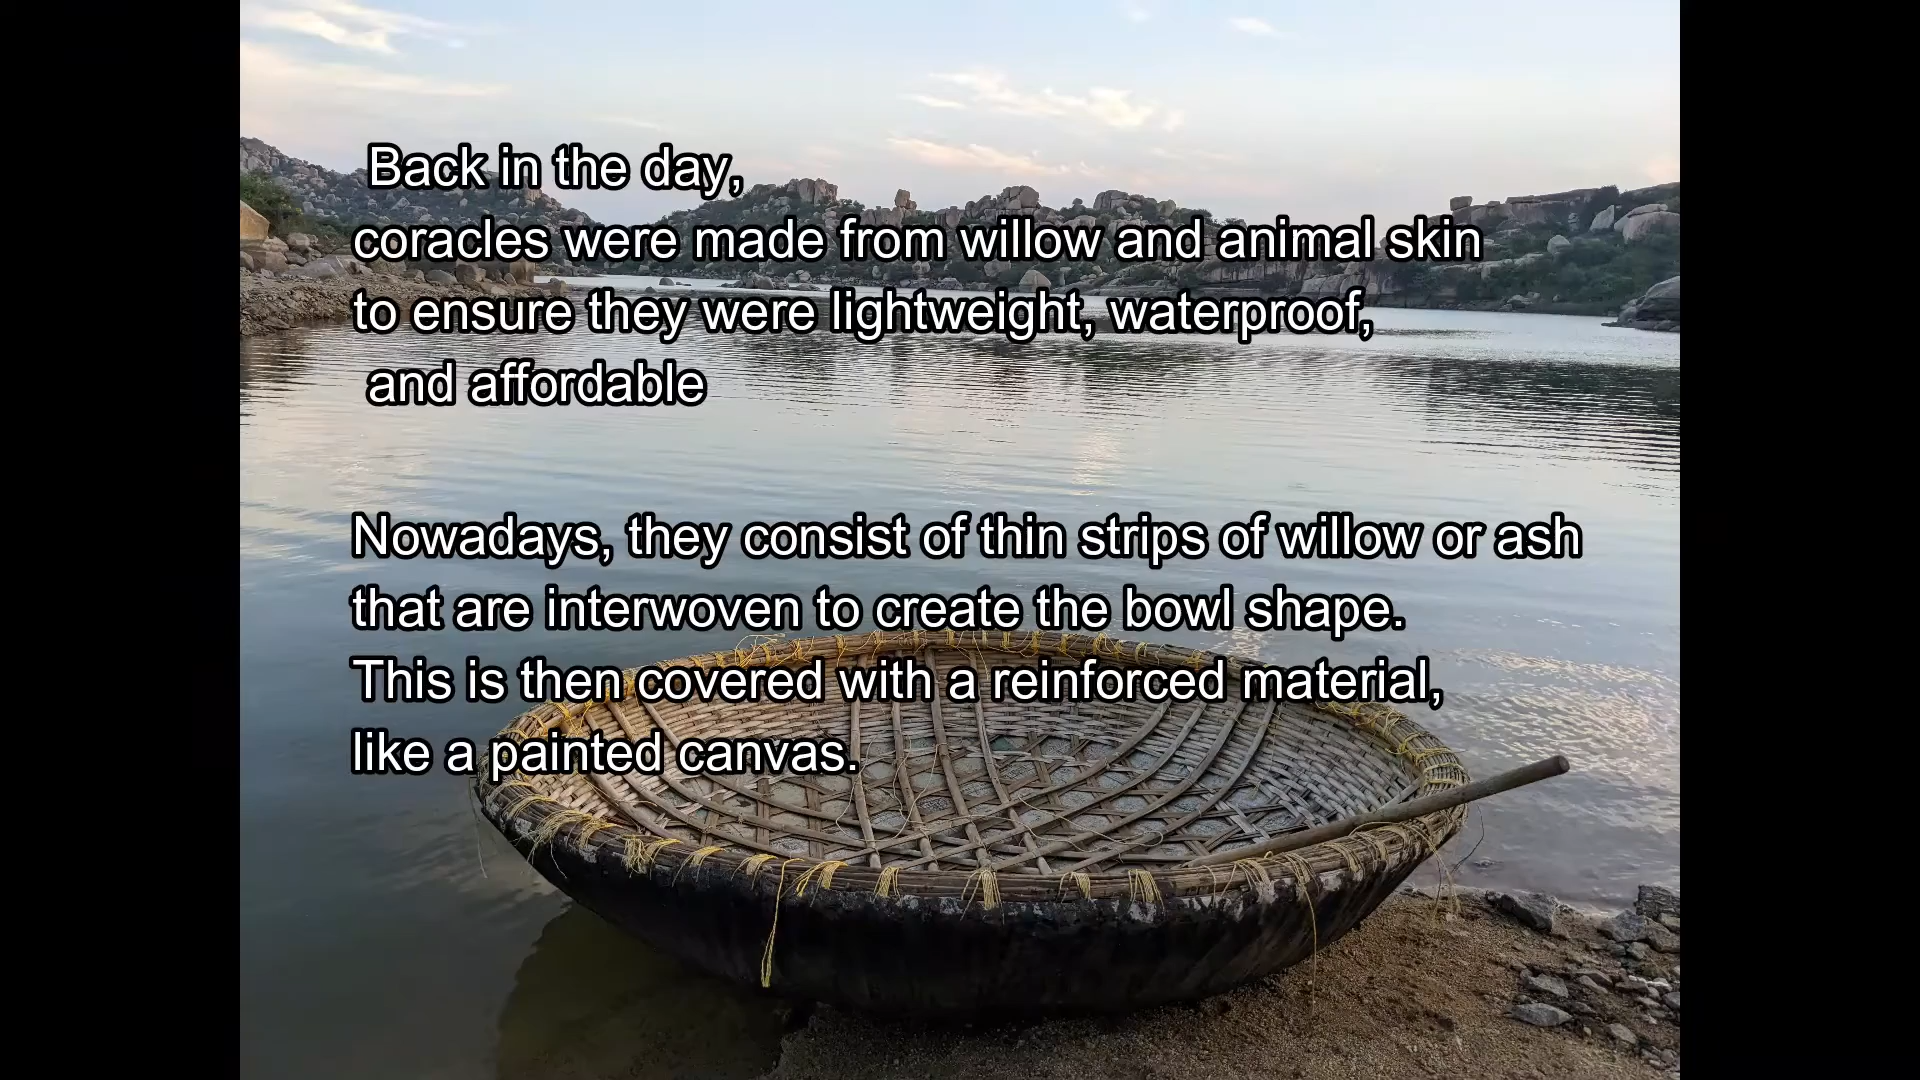 Back in the day,
coracles were made from willow and animal skin
to ensure they were lightweight, waterproof,
and affordable
Nowadays, they consist of thin strips of willow or ash
that are interwoven to create the bowl shape.
This is then covered with a reinforced material,
like a painted canvas.